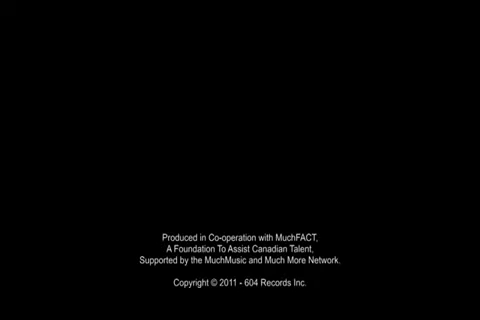 Produced in Co-operation with MuchFACT,
A Foundation To Assist Canadian Talent,
Supported by the MuchMusic and Much More Network.
Copyright © 2011 - 604 Records Inc.